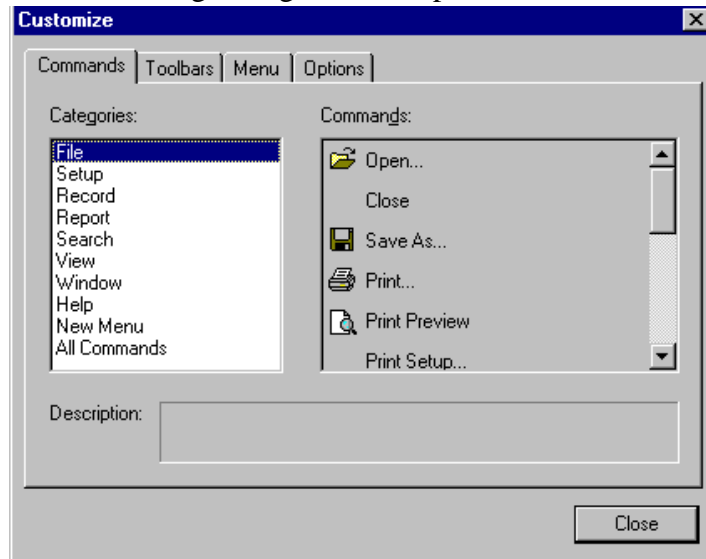 Customize
Commands Toolbars Menu Options
Categories:
File
Setup
Record
Report
Search
View
Window
Help
New Menu
All Commands
Commands:
Open...
Close
Save As...
Print...
Print Preview
Print Setup...
Description:
Close